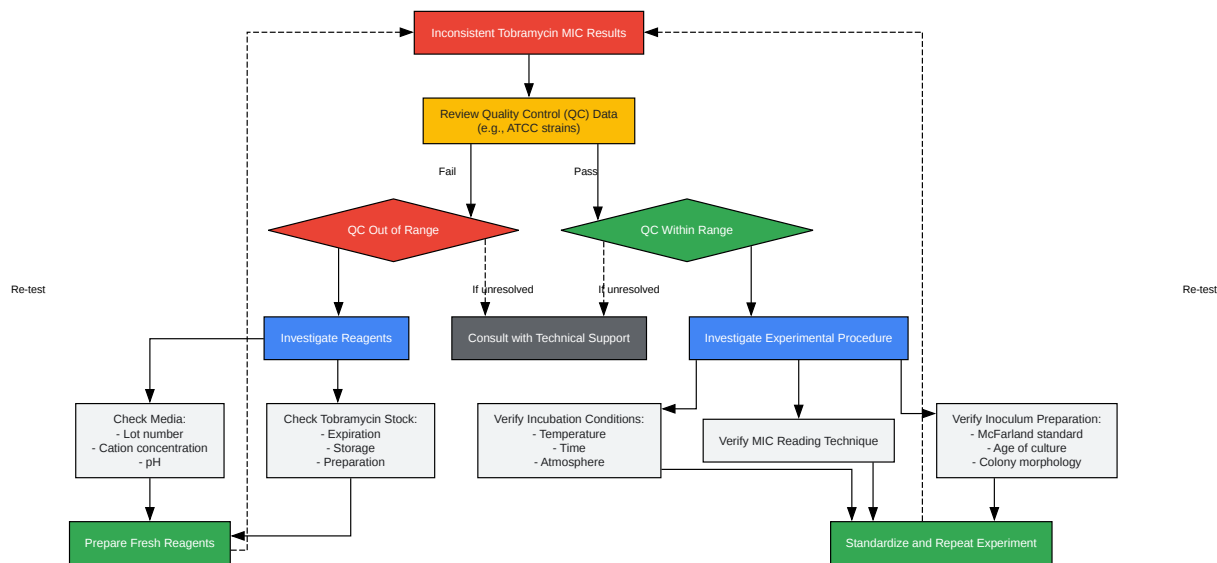 Inconsistent Tobramycin MIC Results
Review Quality Control (QC) Data
(e.g., ATCC strains)
Fail
Pass
QC Out of Range
QC Within Range
Re-test
If unresolved
If unresolved
Re-test
Investigate Reagents
Consult with Technical Support
Investigate Experimental Procedure
Check Media:
- Lot number
- Cation concentration
- pH
Check Tobramycin Stock:
- Expiration
- Storage
- Preparation
Verify Incubation Conditions:
- Temperature
- Time
- Atmosphere
Verify MIC Reading Technique
Verify Inoculum Preparation:
- McFarland standard
- Age of culture
- Colony morphology
Prepare Fresh Reagents
Standardize and Repeat Experiment